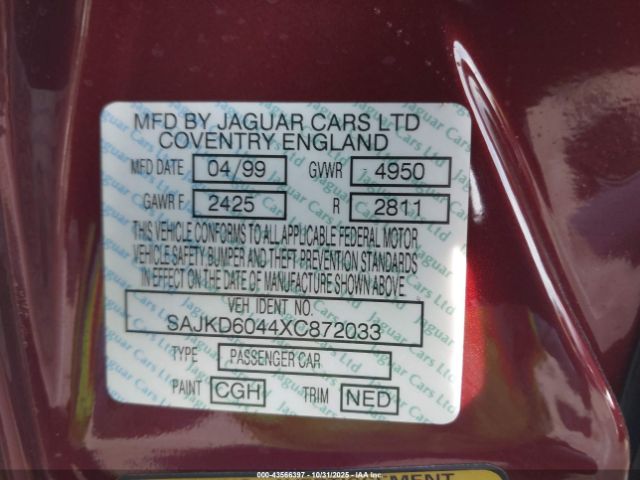 MFD BY JAGUAR CARS LTD
COVENTRY ENGLAND
MFD DATE 04/99 GVWR 4950
GAWR F. 2425 R 2811
THIS VEHICLE CONFORMS TO ALL APPLICABLE FEDERAL MOTOR
VEHICLE SAFETY BUMPER AND THEFT PREVENTION STANDARDS
IN EFFECT ON THE DATE OF MANUFACTURE SHOWN ABOVE
VEH IDENT NO.
SAJKD6044XC872033
TYPE PASSENGER CAR
PAINT CGH TRIM NED
000-43566397 - 10/31/2025 - IAA Inc.